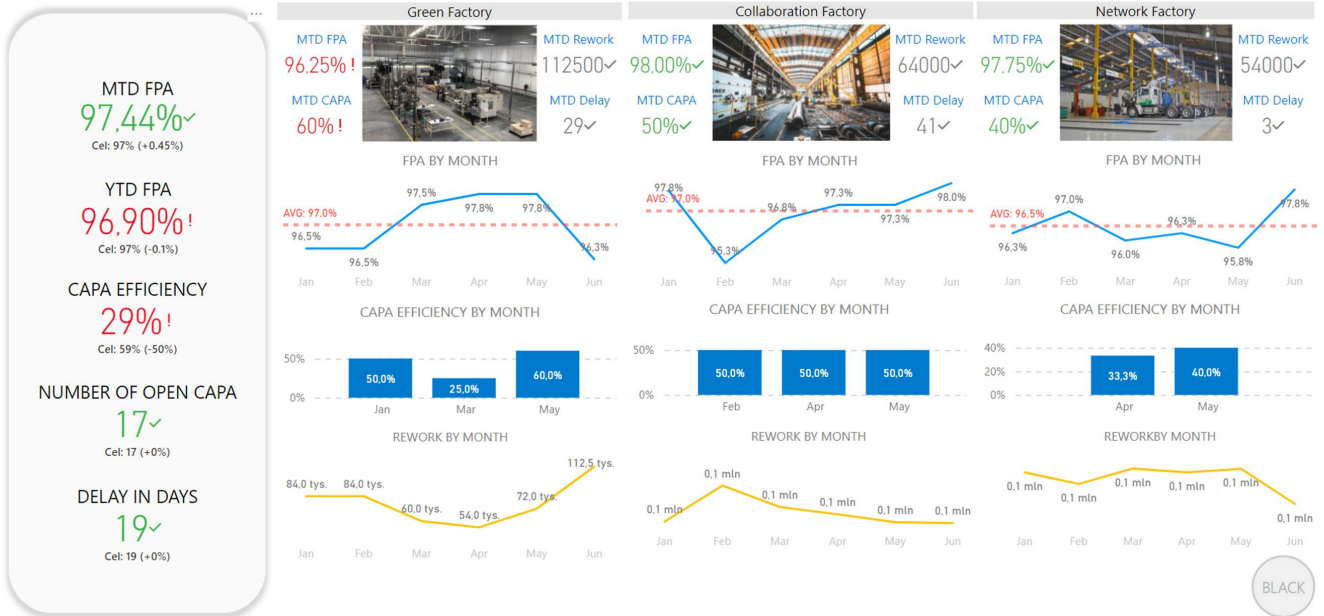 ...
MTD FPA
97,44%
Cel: 97% (+0.45%)
YTD FPA
96,90%!
Cel: 97% (-0.1%)
CAPA EFFICIENCY
29%!
Cel: 59% (-50%)
NUMBER OF OPEN CAPA
17
Cel: 17 (+0%)
DELAY IN DAYS
19
Cel: 19 (+0%)
Green Factory
MTD FPA
96,25% !
MTD CAPA
60% !
MTD Rework
112500
MTD Delay
29
FPA BY MONTH
AVG: 97.0%
96,5%
96,5%
97.5%
97,8%
97,8%
96,3%
Jan Feb Mar Apr May Jun
CAPA EFFICIENCY BY MONTH
50%
0%
50,0% 25,0% 60,0%
Jan Mar May
REWORK BY MONTH
84,0 tys. 84,0 tys. 60,0 tys. 54,0 tys. 72,0 tys. 112,5 tys.
Jan Feb Mar Apr May Jun
Collaboration Factory
MTD FPA
98,00%
MTD CAPA
50%
MTD Rework
64000
MTD Delay
41
FPA BY MONTH
97,8%
AVG: 97.0%
95,3%
96,8%
97,3%
97,3%
98,0%
Jan Feb Mar Apr May Jun
CAPA EFFICIENCY BY MONTH
50%
0%
50,0% 50,0% 50,0%
Feb Apr May
REWORK BY MONTH
0,1 mln 0,1 mln 0,1 mln 0,1 mln 0,1 mln 0,1 mln
Jan Feb Mar Apr May Jun
Network Factory
MTD FPA
97,75%
MTD CAPA
40%
MTD Rework
54000
MTD Delay
3
FPA BY MONTH
AVG: 96.5%
96,3%
97,0%
96,0%
96,3%
95,8%
97,8%
Jan Feb Mar Apr May Jun
CAPA EFFICIENCY BY MONTH
40%
20%
0%
33,3% 40,0%
Apr May
REWORKBY MONTH
0,1 mln 0,1 mln 0,1 mln 0,1 mln 0,1 mln 0,1 mln
Jan Feb Mar Apr May Jun
BLACK